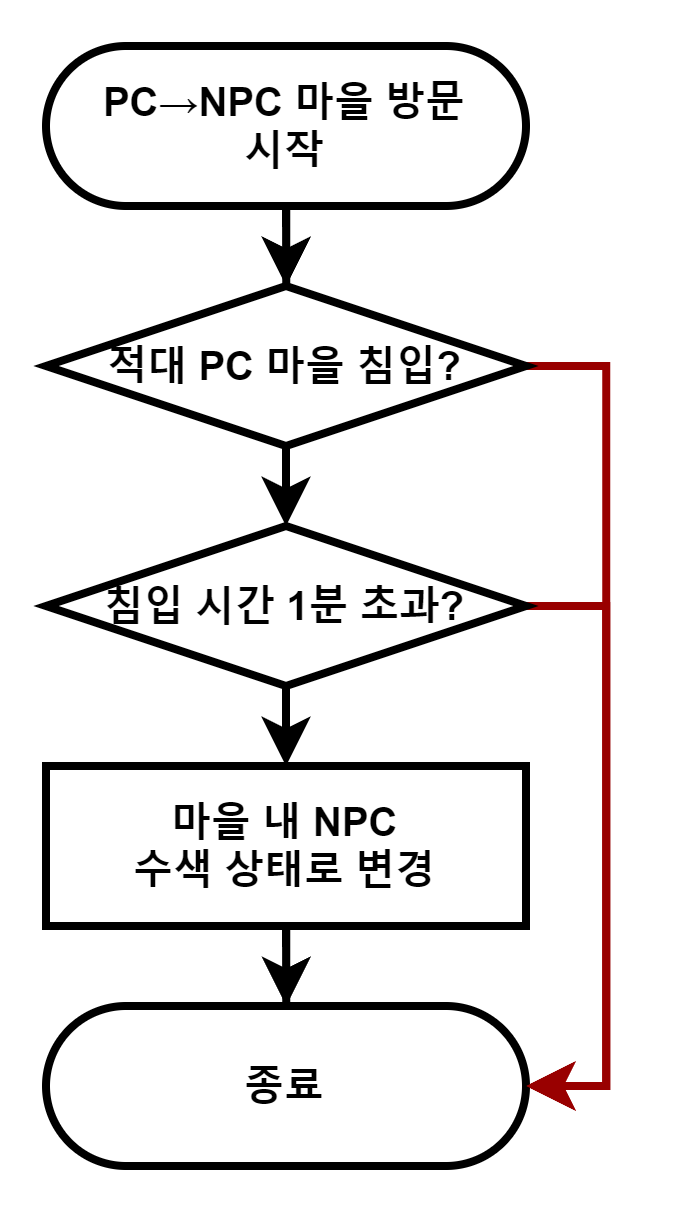 PC→NPC 마을 방문
시작
적대 PC 마을 침입?
침입 시간 1분 초과?
마을 내 NPC
수색 상태로 변경
종료